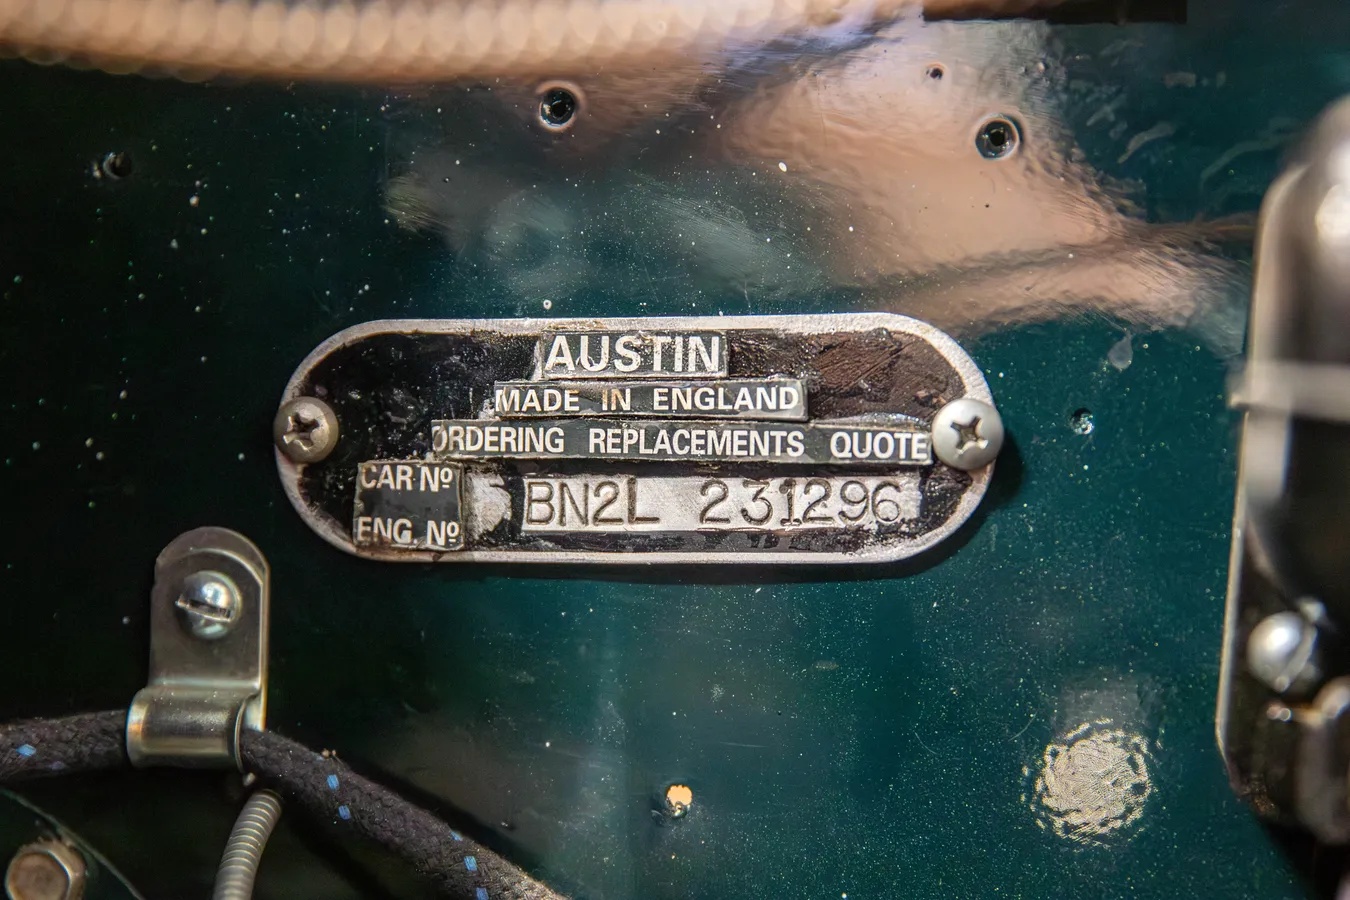 AUSTIN
MADE IN ENGLAND
ORDERING REPLACEMENTS QUOTE
CAR Nº BN2L 231296
ENG. Nº